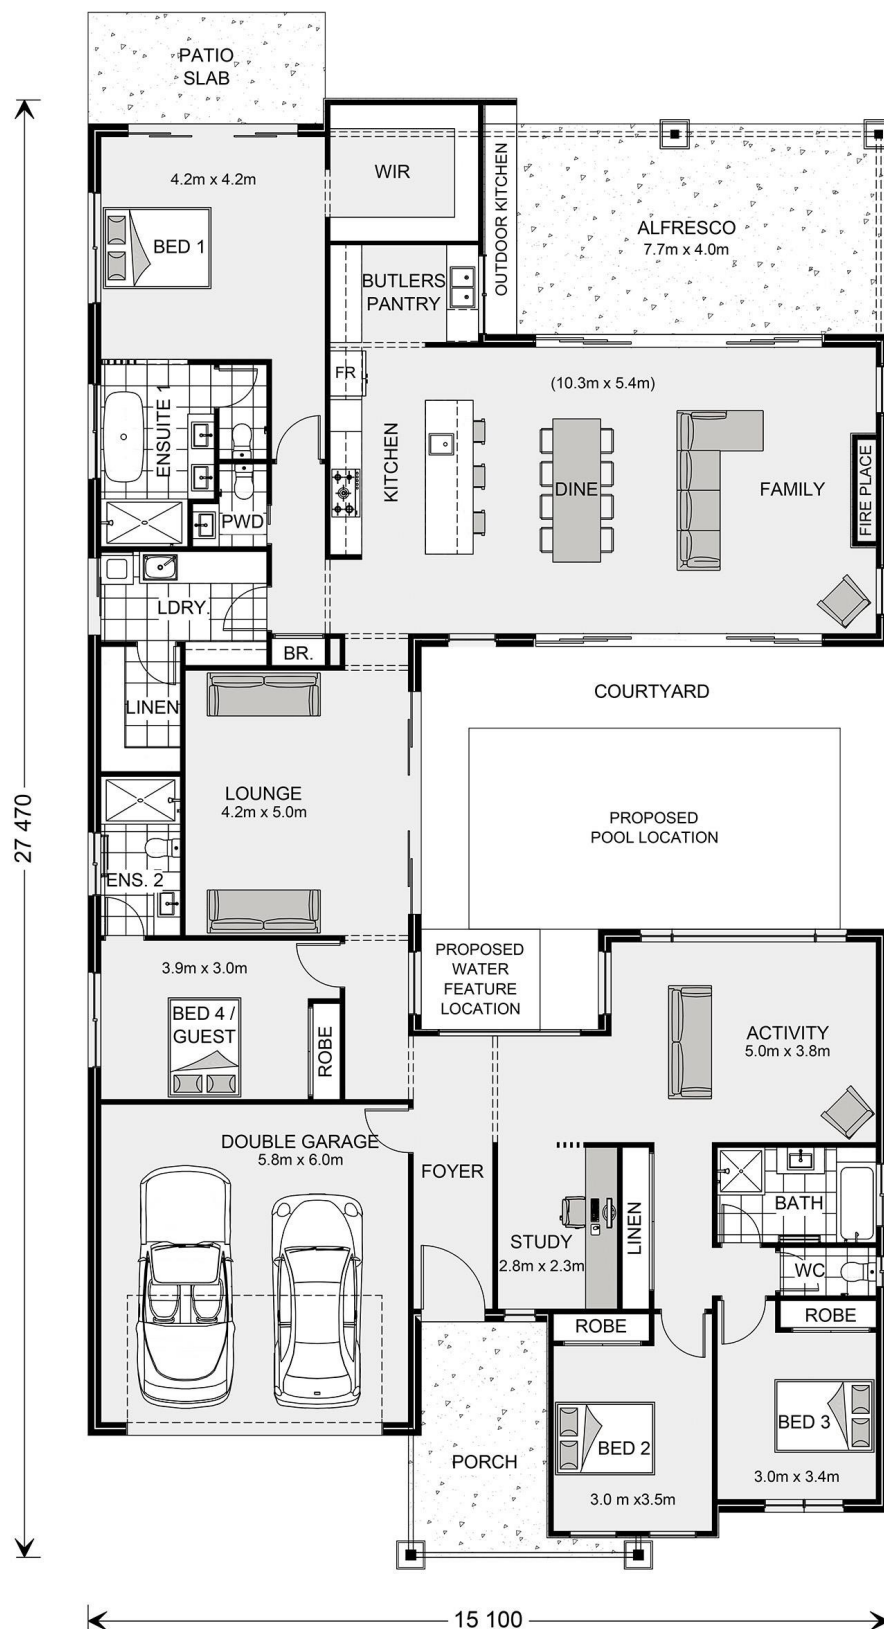 PATIO
SLAB
4.2m x 4.2m
WIR
BED 1
OUTDOOR KITCHEN
ALFRESCO
7.7m x 4.0m
BUTLERS
PANTRY
FR
(10.3m x 5.4m)
ENSUITE 1
KITCHEN
DINE
FAMILY
FIRE PLACE
PWD
LDRY.
BR.
LINEN
COURTYARD
LOUNGE
4.2m x 5.0m
PROPOSED
POOL LOCATION
27 470
ENS. 2
3.9m x 3.0m
PROPOSED
WATER
FEATURE
LOCATION
BED 4 /
GUEST
ROBE
ACTIVITY
5.0m x 3.8m
DOUBLE GARAGE
5.8m x 6.0m
FOYER
STUDY
2.8m x 2.3m
LINEN
BATH
WC
ROBE
ROBE
BED 2
3.0 m x3.5m
BED 3
3.0m x 3.4m
PORCH
15 100